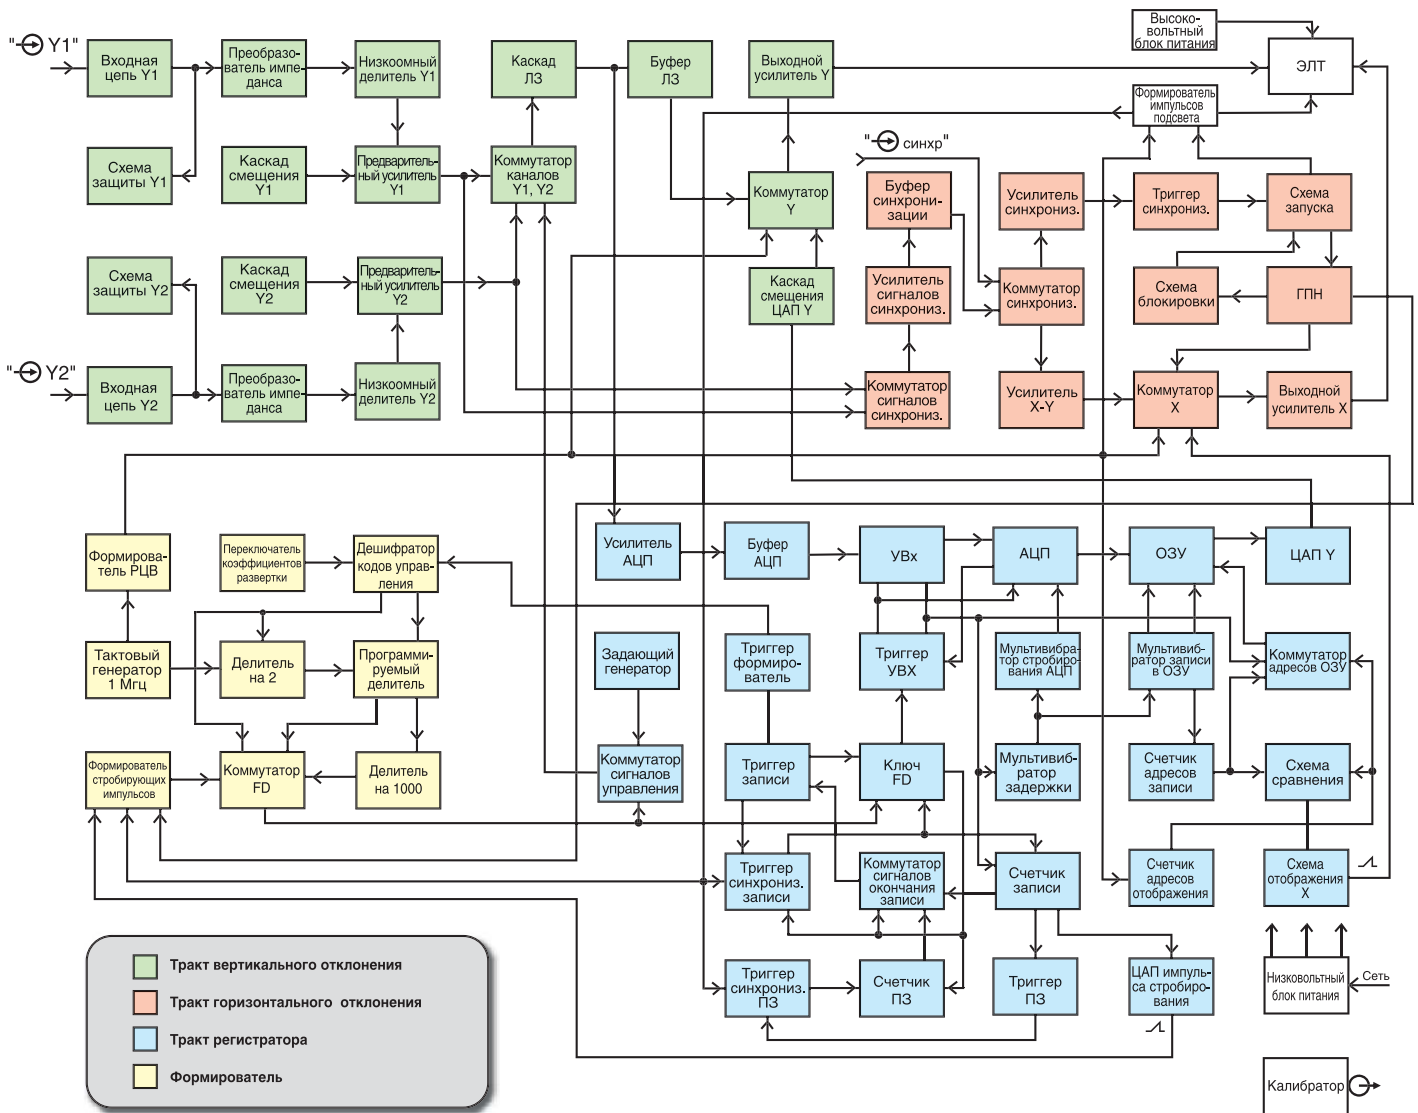 "⊕ Y1"
Входная
цепь Y1
Преобразо-
ватель импе-
данса
Низкоомный
делитель Y1
Каскад
ЛЗ
Буфер
ЛЗ
Выходной
усилитель Y
Высоко-
вольтный
блок питания
ЭЛТ
Формирователь
импульсов
подсвета
Схема
защиты Y1
Каскад
смещения
Y1
Предваритель-
ный усилитель
Y1
Коммутатор
каналов
Y1, Y2
Коммутатор
Y
"⊕ синхр"
Буфер
синхрони-
зации
Усилитель
синхрониз.
Триггер
синхрониз.
Схема
запуска
Схема
защиты Y2
Каскад
смещения
Y2
Предваритель-
ный усилитель
Y2
Каскад
смещения
ЦАП Y
Усилитель
сигналов
синхрониз.
Коммутатор
синхрониз.
Схема
блокировки
ГПН
"⊕ Y2"
Входная
цепь Y2
Преобразо-
ватель импе-
данса
Низкоомный
делитель Y2
Коммутатор
сигналов
синхрониз.
Усилитель
X-Y
Коммутатор
X
Выходной
усилитель X
Формирова-
тель РЦВ
Переключатель
коэффициентов
развертки
Дешифратор
кодов управ-
ления
Усилитель
АЦП
Буфер
АЦП
УВх
АЦП
ОЗУ
ЦАП Y
Тактовый
генератор
1 Мгц
Делитель
на 2
Программи-
руемый
делитель
Задающий
генератор
Триггер
формиро-
ватель
Триггер
УВХ
Мультивибра-
тор стробиро-
вания АЦП
Мультивиб-
ратор записи
в ОЗУ
Коммутатор
адресов ОЗУ
Формирователь
стробирующих
импульсов
Коммутатор
FD
Делитель
на 1000
Коммутатор
сигналов
управления
Триггер
записи
Ключ
FD
Мультивиб-
ратор
задержки
Счетчик
адресов
записи
Схема
сравнения
Триггер
синхрониз.
записи
Коммутатор
сигналов
окончания
записи
Счетчик
записи
Счетчик
адресов
отображения
Схема
отображения
X
Триггер
синхрониз.
ПЗ
Счетчик
ПЗ
Триггер
ПЗ
ЦАП импуль-
са стробиро-
вания
Низковольтный
блок питания
Сеть
Калибратор
Тракт вертикального отклонения
Тракт горизонтального отклонения
Тракт регистратора
Формирователь